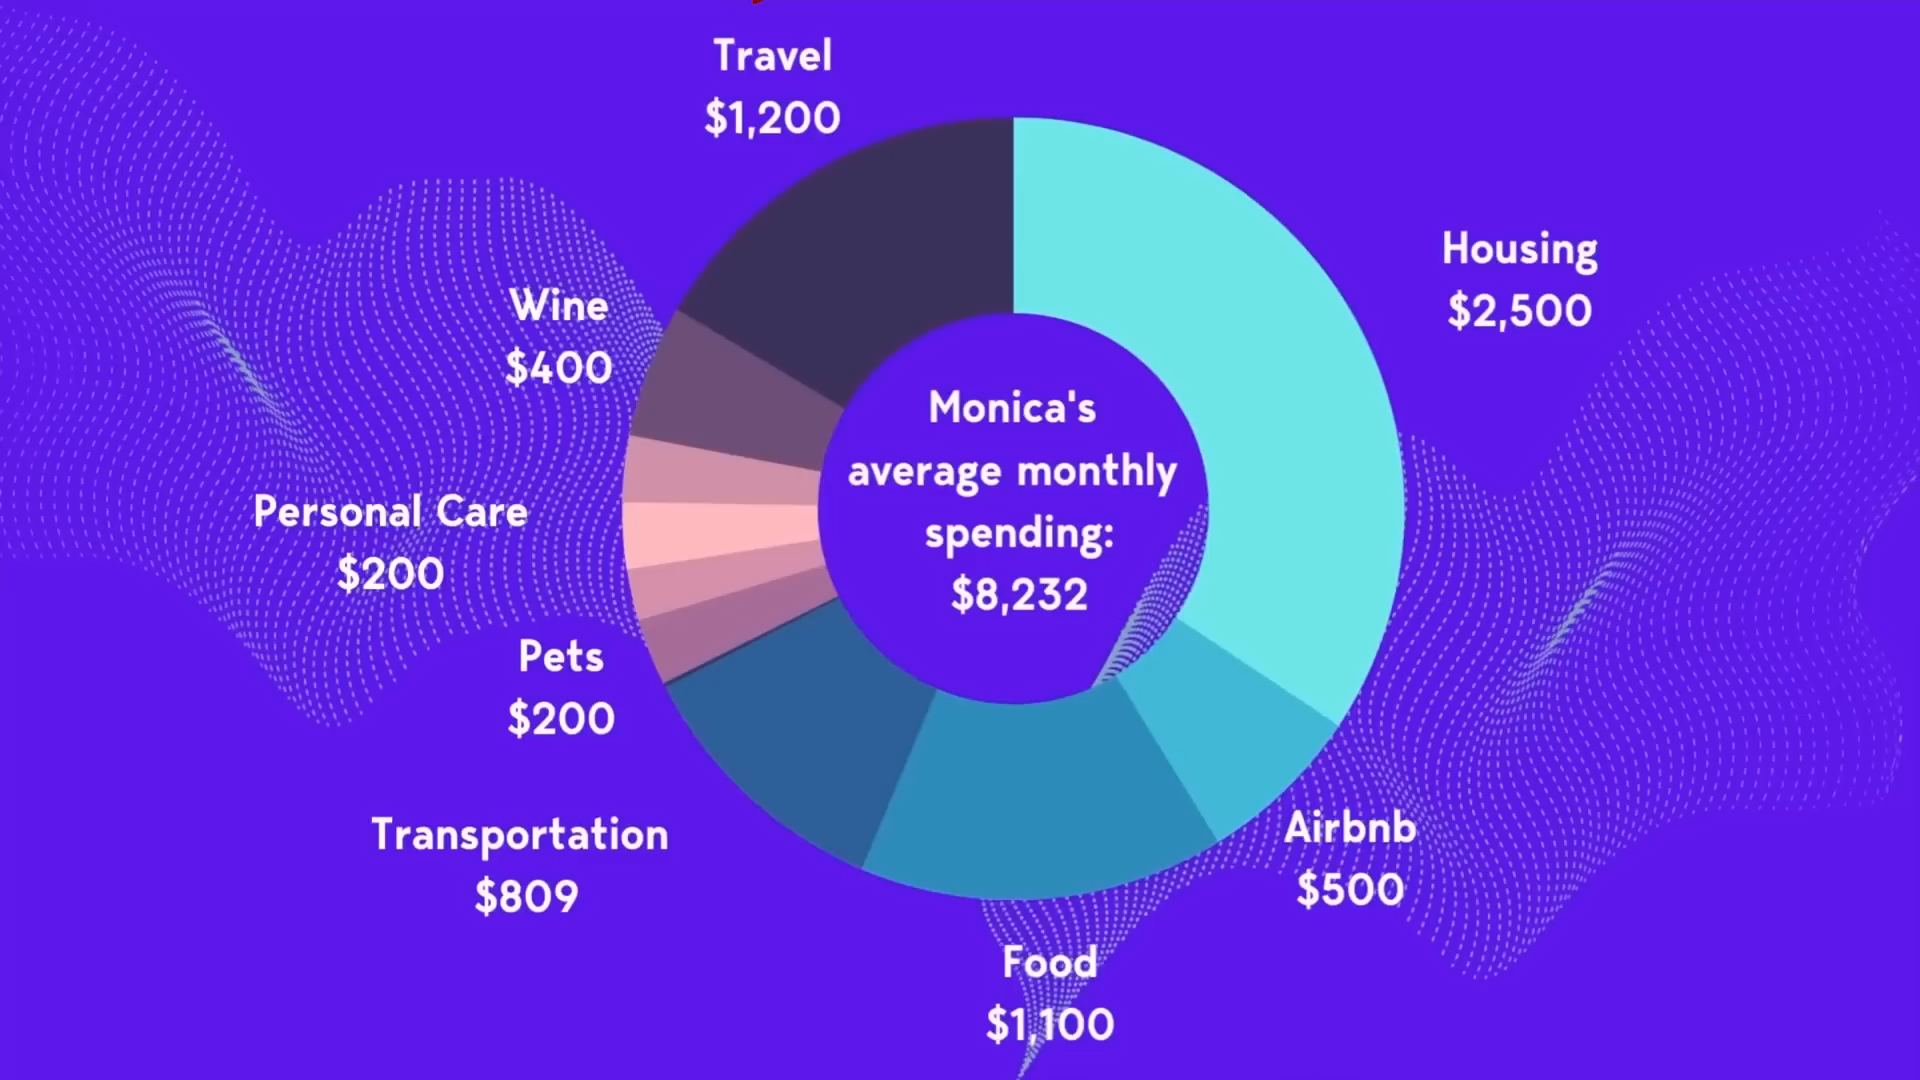 Travel
$1,200
Housing
$2,500
Wine
$400
Monica's
average monthly
spending:
$8,232
Personal Care
$200
Pets
$200
Transportation
$809
Airbnb
$500
Food
$1,100